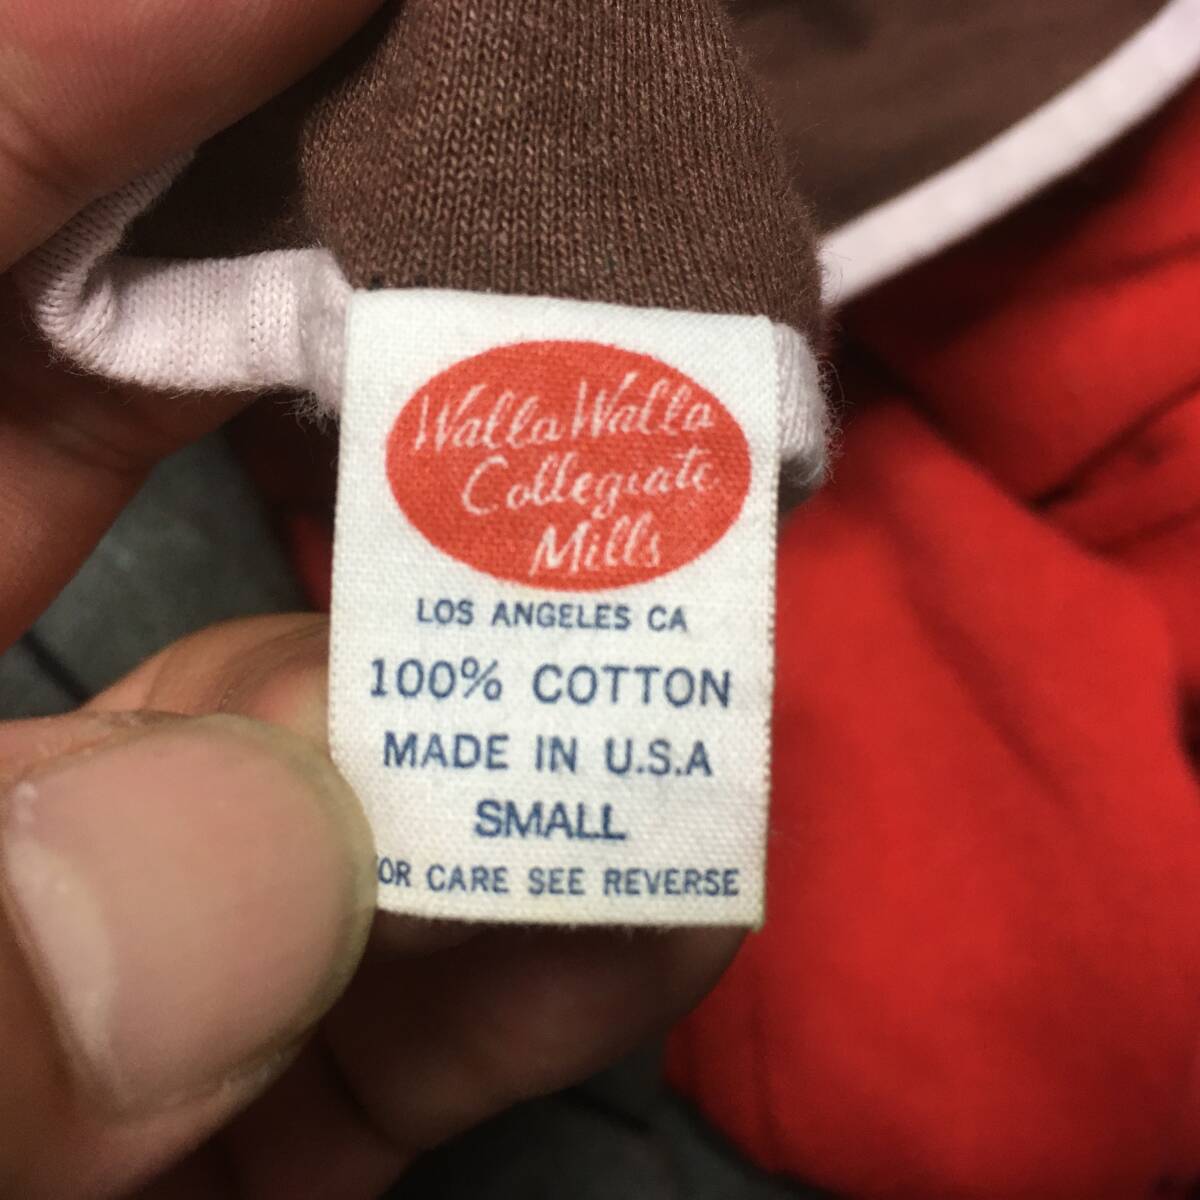 Walla Walla
Collegiate
Mills
LOS ANGELES CA
100% COTTON
MADE IN U.S.A
SMALL
OR CARE SEE REVERSE